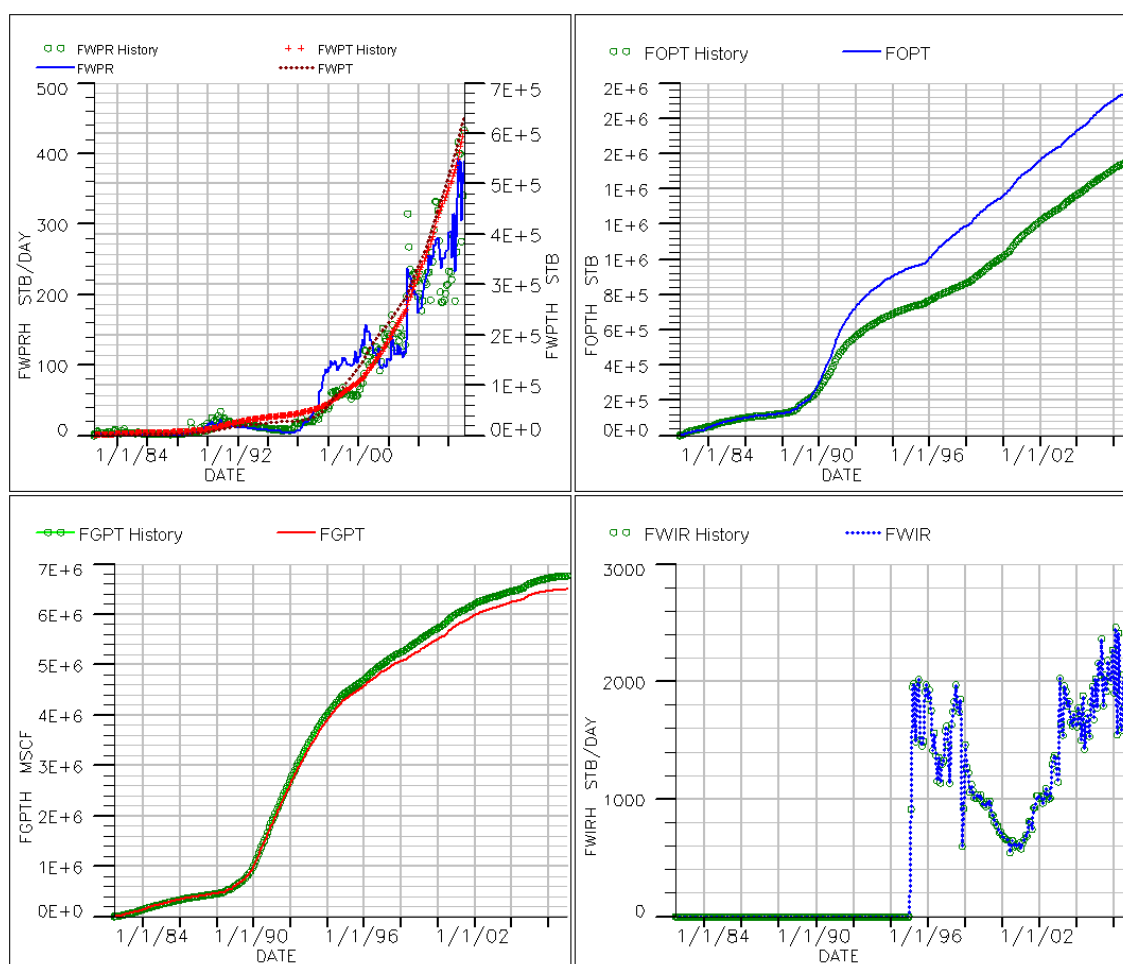 FWPR History FWPT History
FWPR FWPT
500 7E+5
400 6E+5
5E+5
300 4E+5
200 3E+5
2E+5
100 1E+5
0 0E+0
FWPRH STB/DAY
FWPTH STB
1/1/84 1/1/92 1/1/00
DATE
FOPT History FOPT
2E+6
2E+6
2E+6
1E+6
1E+6
1E+6
8E+5
6E+5
4E+5
2E+5
0E+0
FOPTH STB
1/1/84 1/1/90 1/1/96 1/1/02
DATE
FGPT History FGPT
7E+6
6E+6
5E+6
4E+6
3E+6
2E+6
1E+6
0E+0
FGPTH MSCF
1/1/84 1/1/90 1/1/96 1/1/02
DATE
FWIR History FWIR
3000
2000
1000
0
FWIRH STB/DAY
1/1/84 1/1/90 1/1/96 1/1/02
DATE